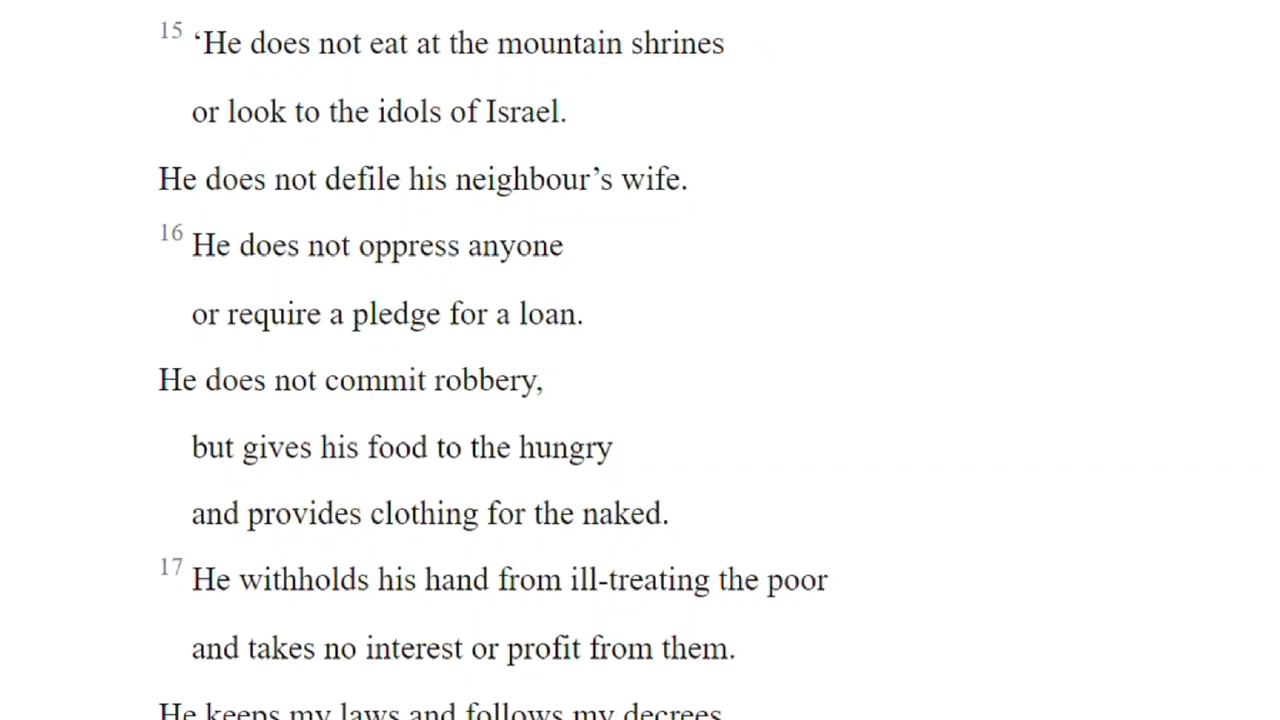 15 ‘He does not eat at the mountain shrines
or look to the idols of Israel.
He does not defile his neighbour’s wife.
16 He does not oppress anyone
or require a pledge for a loan.
He does not commit robbery,
but gives his food to the hungry
and provides clothing for the naked.
17 He withholds his hand from ill-treating the poor
and takes no interest or profit from them.
He keeps my laws and follows my decrees